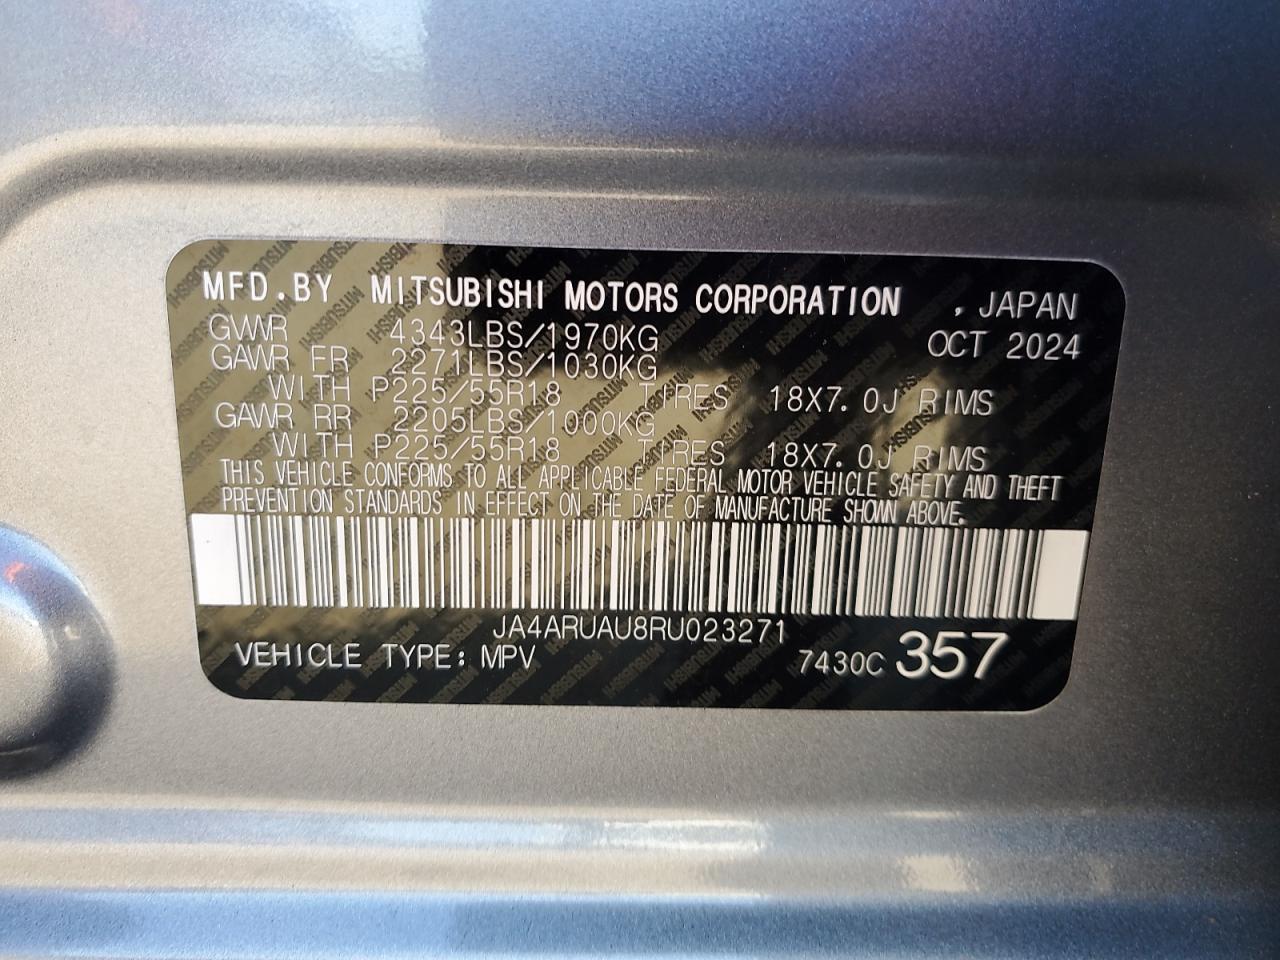 MFD.BY MITSUBISHI MOTORS CORPORATION , JAPAN
GVWR 4343LBS/1970KG OCT 2024
GAWR FR 2271LBS/1030KG
WITH P225/55R18 TIRES 18X7.0J RIMS
GAWR RR 2205LBS/1000KG
WITH P225/55R18 TIRES 18X7.0J RIMS
THIS VEHICLE CONFORMS TO ALL APPLICABLE FEDERAL MOTOR VEHICLE SAFETY AND THEFT
PREVENTION STANDARDS IN EFFECT ON THE DATE OF MANUFACTURE SHOWN ABOVE.
JA4ARUAU8RU023271
VEHICLE TYPE: MPV 7430C 357